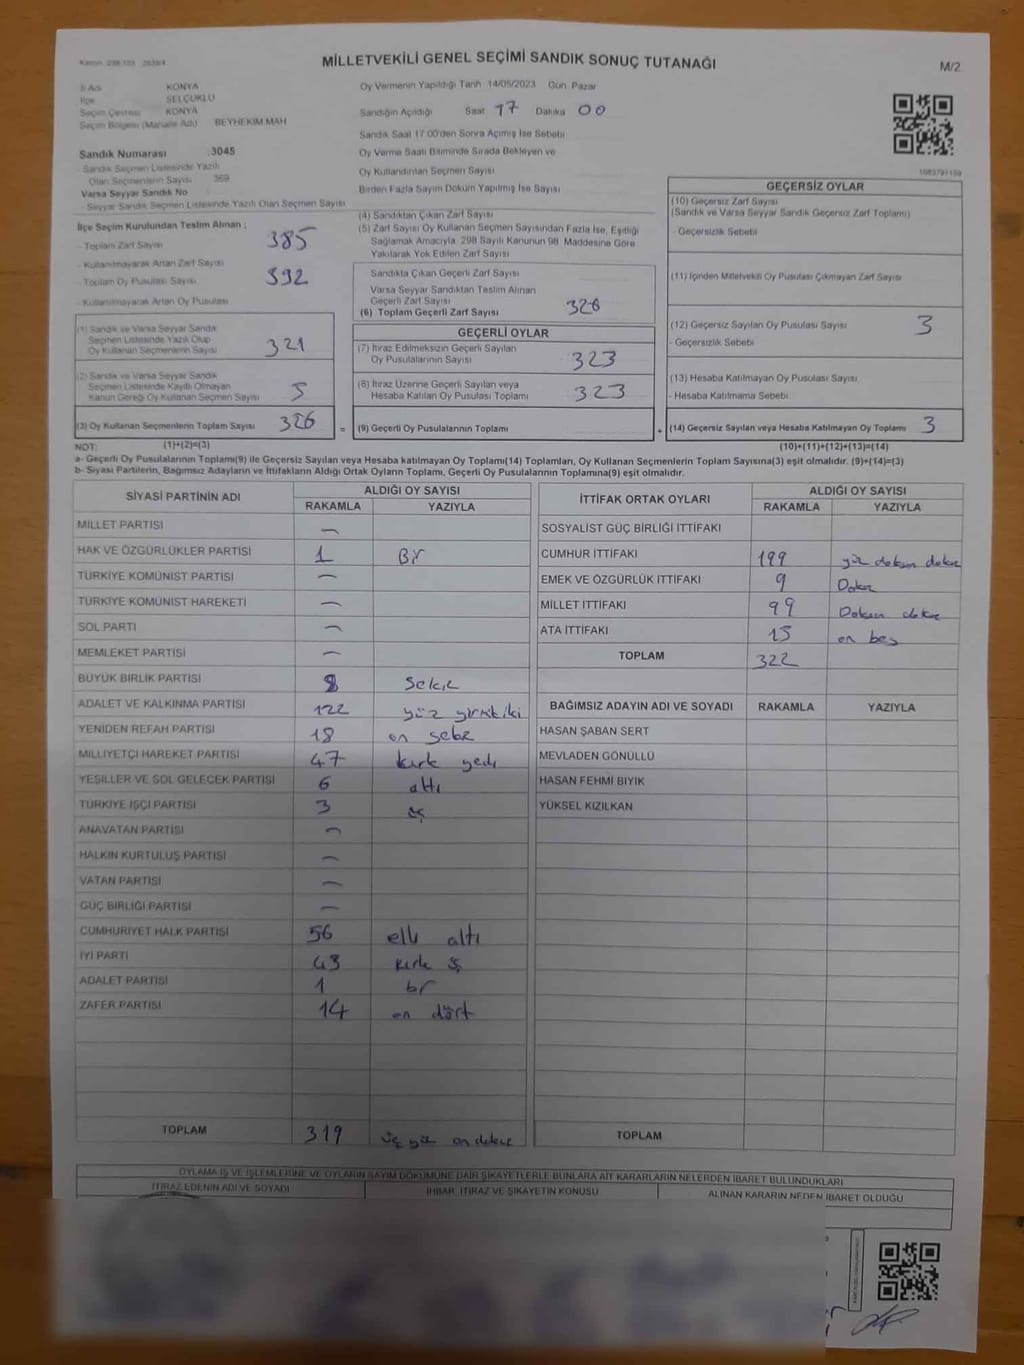 MİLLETVEKİLİ GENEL SEÇİMİ SANDIK SONUÇ TUTANAĞI
M/2
İl Adı KONYA
İlçe SELÇUKLU
Seçim Çevresi KONYA
Seçim Bölgesi (Mahalle Adı) BEYHEKİM MAH
Sandık Numarası :3045
Sandık Seçmen Listesinde Yazılı
Olan Seçmenlerin Sayısı 369
Varsa Seyyar Sandık No
- Seyyar Sandık Seçmen Listesinde Yazılı Olan Seçmen Sayısı
İlçe Seçim Kurulundan Teslim Alınan ;
- Toplam Zarf Sayısı 385
- Kullanılmayarak Artan Zarf Sayısı
- Toplam Oy Pusulası Sayısı 392
- Kullanılmayarak Artan Oy Pusulası
(1) Sandık ve Varsa Seyyar Sandık
Seçmen Listesinde Yazılı Olup
Oy Kullanan Seçmenlerin Sayısı 321
(2) Sandık ve Varsa Seyyar Sandık
Seçmen Listesinde Kayıtlı Olmayan
Kanun Gereği Oy Kullanan Seçmen Sayısı 5
(3) Oy Kullanan Seçmenlerin Toplam Sayısı 326 =
Oy Vermenin Yapıldığı Tarih 14/05/2023 Gün Pazar
Sandığın Açıldığı Saat 17 Dakika 00
Sandık Saat 17:00'den Sonra Açımış İse Sebebi
Oy Verme Saati Bitiminde Sırada Bekleyen ve
Oy Kullandırılan Seçmen Sayısı
Birden Fazla Sayım Döküm Yapılmış İse Sayısı
(4) Sandıktan Çıkan Zarf Sayısı
(5) Zarf Sayısı Oy Kullanan Seçmen Sayısından Fazla İse, Eşitliği
Sağlamak Amacıyla, 298 Sayılı Kanunun 98. Maddesine Göre
Yakılarak Yok Edilen Zarf Sayısı
Sandıkta Çıkan Geçerli Zarf Sayısı
Varsa Seyyar Sandıktan Teslim Alınan
Geçerli Zarf Sayısı
(6) Toplam Geçerli Zarf Sayısı 326
GEÇERLİ OYLAR
(7) İtiraz Edilmeksizin Geçerli Sayılan
Oy Pusulalarının Sayısı 323
(8) İtiraz Üzerine Geçerli Sayılan veya
Hesaba Katılan Oy Pusulası Toplamı 323
(9) Geçerli Oy Pusulalarının Toplamı +
GEÇERSİZ OYLAR
(10) Geçersiz Zarf Sayısı
(Sandık ve Varsa Seyyar Sandık Geçersiz Zarf Toplamı)
- Geçersizlik Sebebi
(11) İçinden Milletvekili Oy Pusulası Çıkmayan Zarf Sayısı
(12) Geçersiz Sayılan Oy Pusulası Sayısı 3
- Geçersizlik Sebebi
(13) Hesaba Katılmayan Oy Pusulası Sayısı
- Hesaba Katılmama Sebebi
(14) Geçersiz Sayılan veya Hesaba Katılmayan Oy Toplamı 3
NOT: (1)+(2)=(3) (10)+(11)+(12)+(13)=(14)
a- Geçerli Oy Pusulalarının Toplamı(9) ile Geçersiz Sayılan veya Hesaba katılmayan Oy Toplamı(14) Toplamları, Oy Kullanan Seçmenlerin Toplam Sayısına(3) eşit olmalıdır. (9)+(14)=(3)
b- Siyasi Partilerin, Bağımsız Adayların ve İttifakların Aldığı Ortak Oyların Toplamı, Geçerli Oy Pusulalarının Toplamına(9) eşit olmalıdır.
SİYASİ PARTİNİN ADI ALDIĞI OY SAYISI
RAKAMLA YAZIYLA
MİLLET PARTİSİ —
HAK VE ÖZGÜRLÜKLER PARTİSİ 1 Bir
TÜRKİYE KOMÜNİST PARTİSİ —
TÜRKİYE KOMÜNİST HAREKETİ —
SOL PARTİ —
MEMLEKET PARTİSİ —
BÜYÜK BİRLİK PARTİSİ 8 Sekiz
ADALET VE KALKINMA PARTİSİ 122 yüz yirmi iki
YENİDEN REFAH PARTİSİ 18 on sekiz
MİLLİYETÇİ HAREKET PARTİSİ 47 kırk yedi
YEŞİLLER VE SOL GELECEK PARTİSİ 6 altı
TÜRKİYE İŞÇİ PARTİSİ 3 üç
ANAVATAN PARTİSİ —
HALKIN KURTULUŞ PARTİSİ —
VATAN PARTİSİ —
GÜÇ BİRLİĞİ PARTİSİ —
CUMHURİYET HALK PARTİSİ 56 elli altı
İYİ PARTİ 43 kırk üç
ADALET PARTİSİ 1 bir
ZAFER PARTİSİ 14 on dört
TOPLAM 319 üç yüz on dokuz
İTTİFAK ORTAK OYLARI ALDIĞI OY SAYISI
RAKAMLA YAZIYLA
SOSYALİST GÜÇ BİRLİĞİ İTTİFAKI
CUMHUR İTTİFAKI 199 yüz doksan dokuz
EMEK VE ÖZGÜRLÜK İTTİFAKI 9 Dokuz
MİLLET İTTİFAKI 99 Doksan dokuz
ATA İTTİFAKI 15 on beş
TOPLAM 322
BAĞIMSIZ ADAYIN ADI VE SOYADI RAKAMLA YAZIYLA
HASAN ŞABAN SERT
MEVLADEN GÖNÜLLÜ
HASAN FEHMİ BIYIK
YÜKSEL KIZILKAN
TOPLAM
OYLAMA İŞ VE İŞLEMLERİNE VE OYLARIN SAYIM DÖKÜMÜNE DAİR ŞİKAYETLERLE BUNLARA AİT KARARLARIN NELERDEN İBARET BULUNDUKLARI
İTİRAZ EDENİN ADI VE SOYADI İHBAR, İTİRAZ VE ŞİKAYETİN KONUSU ALINAN KARARIN NEDEN İBARET OLDUĞU